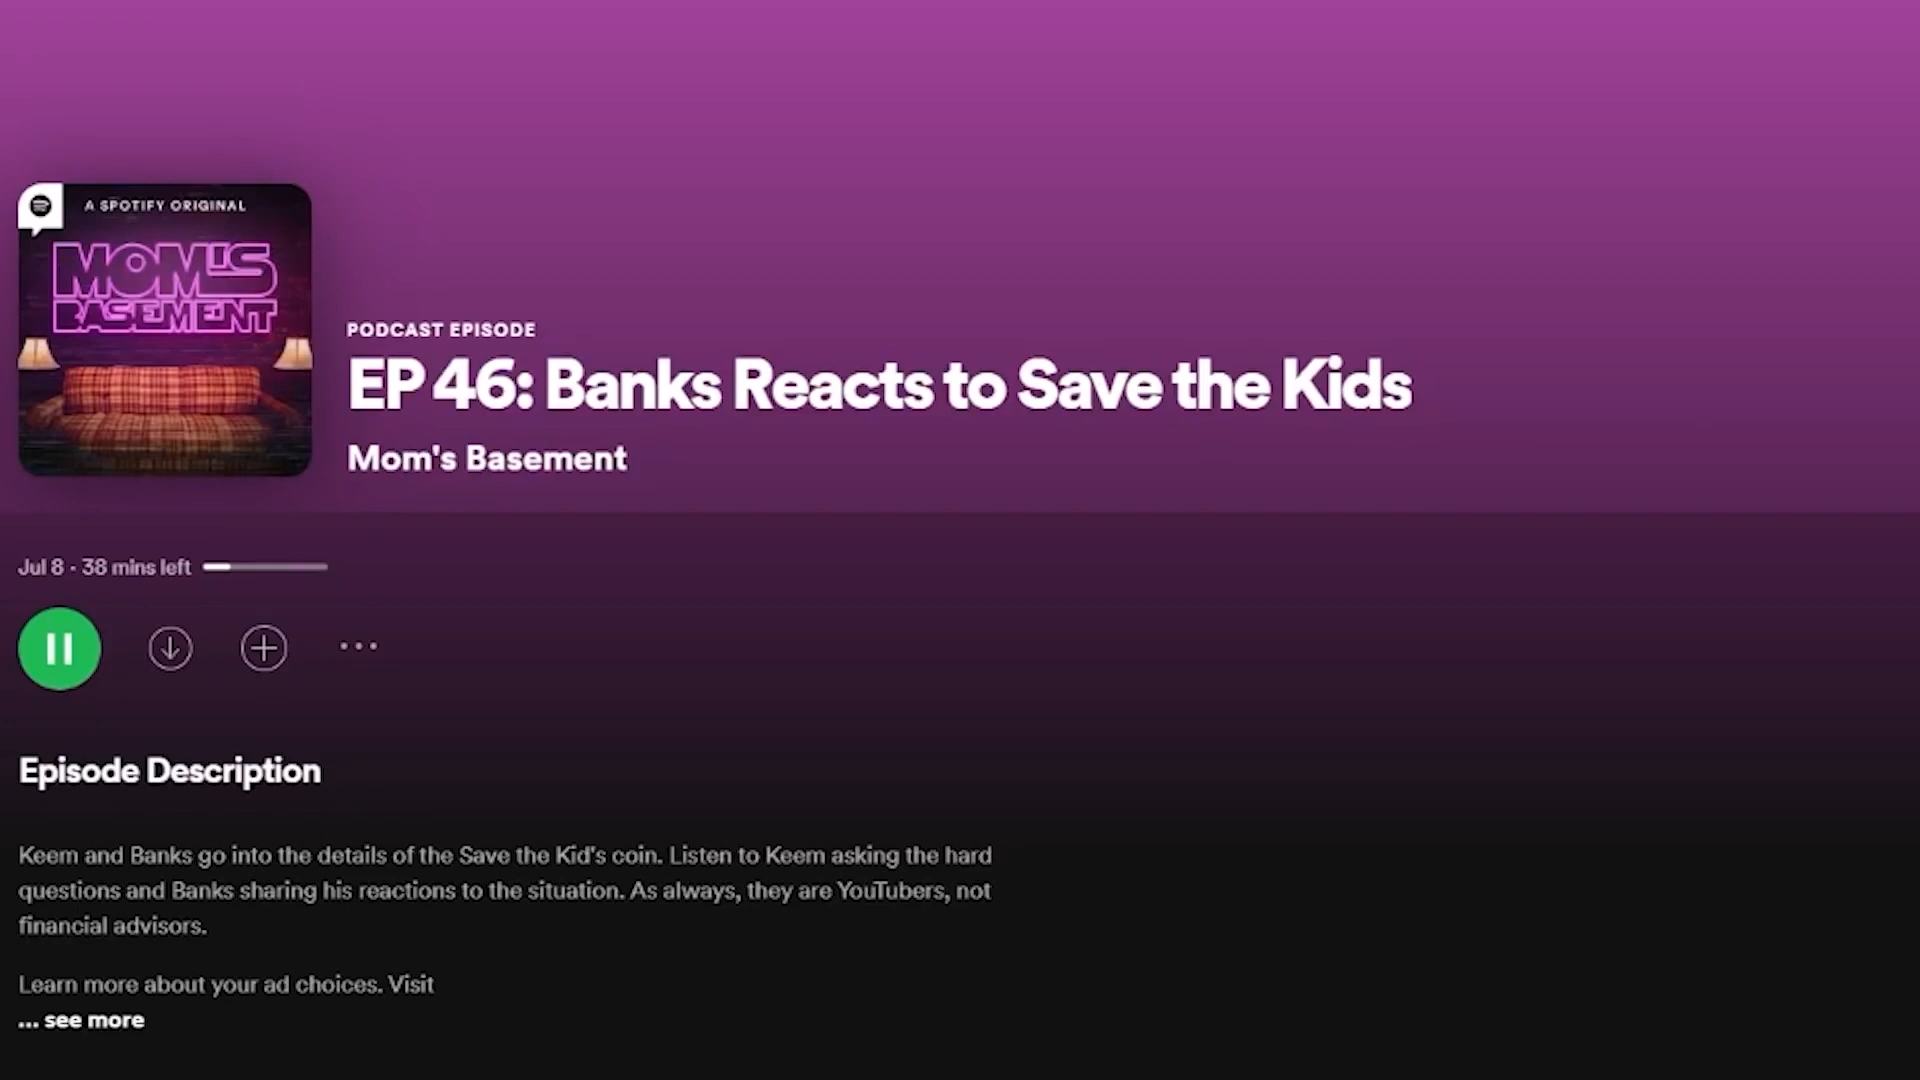 A SPOTIFY ORIGINAL
MOM'S
BASEMENT
PODCAST EPISODE
EP 46: Banks Reacts to Save the Kids
Mom's Basement
Jul 8 · 38 mins left
Episode Description
Keem and Banks go into the details of the Save the Kid's coin. Listen to Keem asking the hard
questions and Banks sharing his reactions to the situation. As always, they are YouTubers, not
financial advisors.
Learn more about your ad choices. Visit
... see more